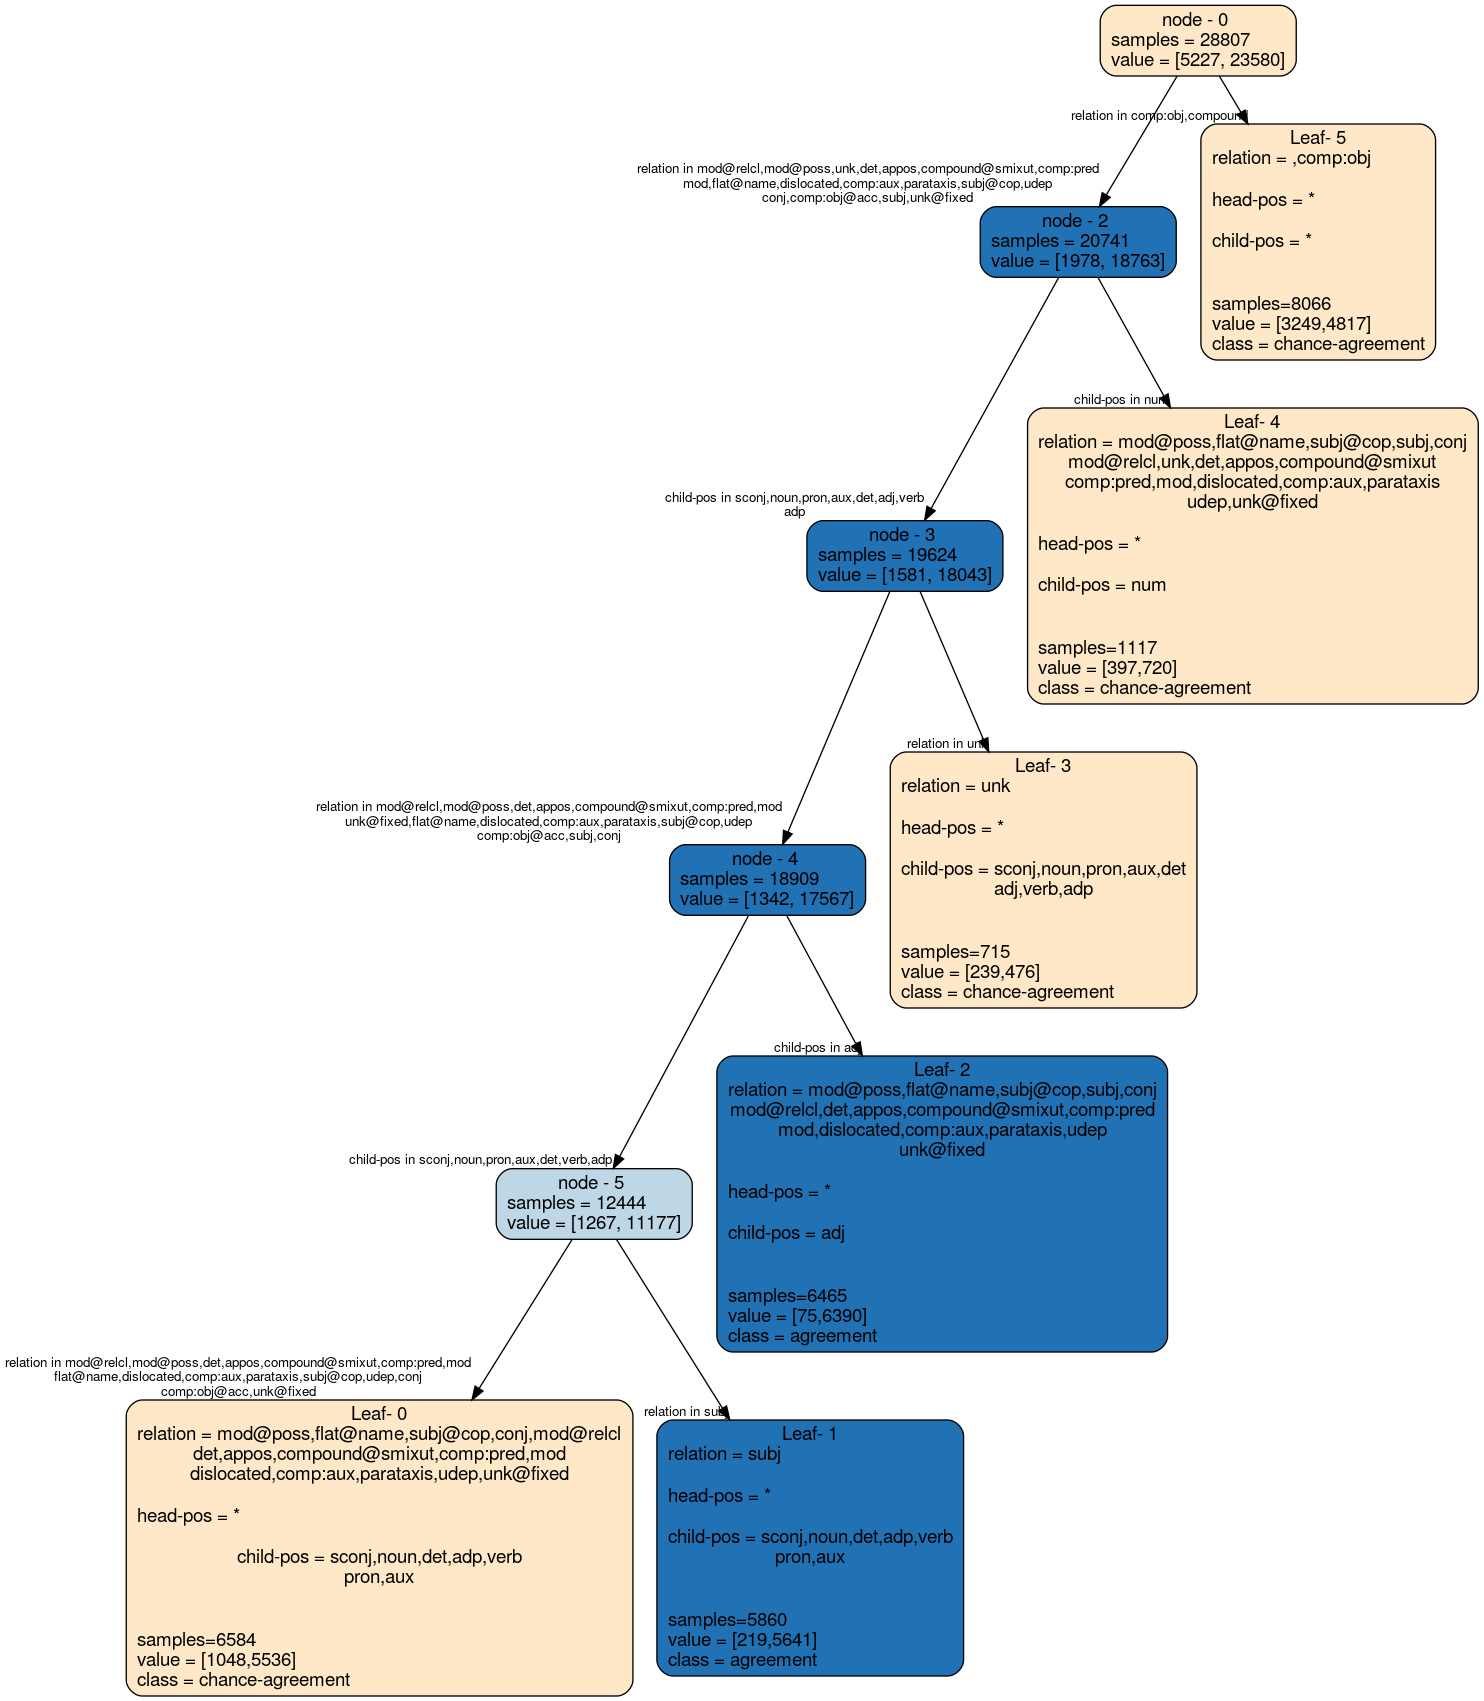 node - 0
samples = 28807
value = [5227, 23580]
relation in comp:obj,compound
Leaf- 5
relation = ,comp:obj
head-pos = *
child-pos = *
samples=8066
value = [3249,4817]
class = chance-agreement
relation in mod@relcl,mod@poss,unk,det,appos,compound@smixut,comp:pred
mod,flat@name,dislocated,comp:aux,parataxis,subj@cop,udep
conj,comp:obj@acc,subj,unk@fixed
node - 2
samples = 20741
value = [1978, 18763]
child-pos in num
Leaf- 4
relation = mod@poss,flat@name,subj@cop,subj,conj
mod@relcl,unk,det,appos,compound@smixut
comp:pred,mod,dislocated,comp:aux,parataxis
udep,unk@fixed
head-pos = *
child-pos = num
samples=1117
value = [397,720]
class = chance-agreement
child-pos in sconj,noun,pron,aux,det,adj,verb
adp
node - 3
samples = 19624
value = [1581, 18043]
relation in unk
Leaf- 3
relation = unk
head-pos = *
child-pos = sconj,noun,pron,aux,det
adj,verb,adp
samples=715
value = [239,476]
class = chance-agreement
relation in mod@relcl,mod@poss,det,appos,compound@smixut,comp:pred,mod
unk@fixed,flat@name,dislocated,comp:aux,parataxis,subj@cop,udep
comp:obj@acc,subj,conj
node - 4
samples = 18909
value = [1342, 17567]
child-pos in adj
Leaf- 2
relation = mod@poss,flat@name,subj@cop,subj,conj
mod@relcl,det,appos,compound@smixut,comp:pred
mod,dislocated,comp:aux,parataxis,udep
unk@fixed
head-pos = *
child-pos = adj
samples=6465
value = [75,6390]
class = agreement
child-pos in sconj,noun,pron,aux,det,verb,adp
node - 5
samples = 12444
value = [1267, 11177]
relation in mod@relcl,mod@poss,det,appos,compound@smixut,comp:pred,mod
flat@name,dislocated,comp:aux,parataxis,subj@cop,udep,conj
comp:obj@acc,unk@fixed
Leaf- 0
relation = mod@poss,flat@name,subj@cop,conj,mod@relcl
det,appos,compound@smixut,comp:pred,mod
dislocated,comp:aux,parataxis,udep,unk@fixed
head-pos = *
child-pos = sconj,noun,det,adp,verb
pron,aux
samples=6584
value = [1048,5536]
class = chance-agreement
relation in subj
Leaf- 1
relation = subj
head-pos = *
child-pos = sconj,noun,det,adp,verb
pron,aux
samples=5860
value = [219,5641]
class = agreement